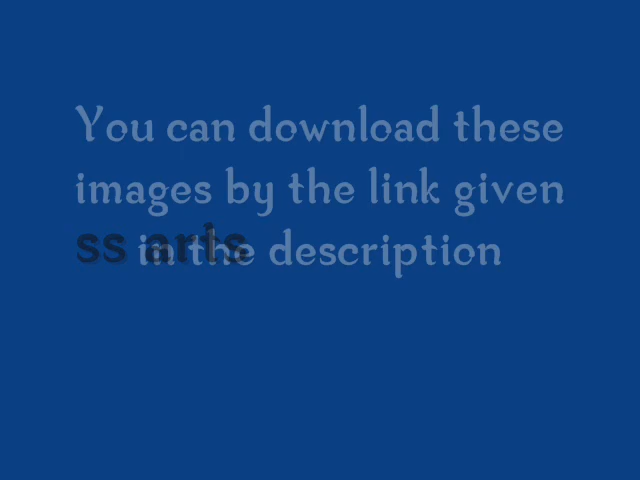 You can download these
images by the link given
in the description
ss arts